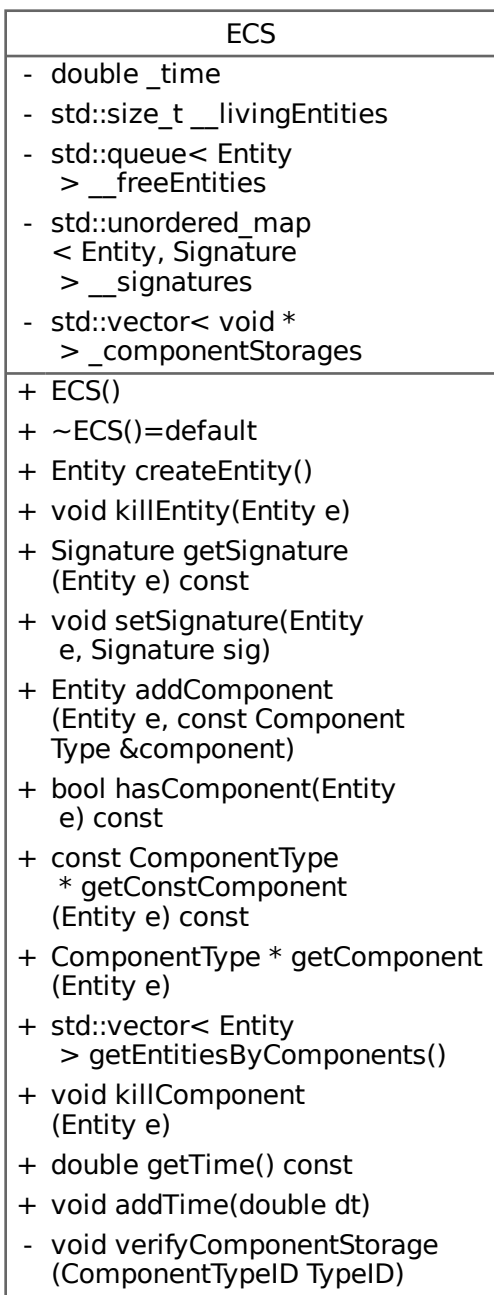 ECS
- double _time
- std::size_t __livingEntities
- std::queue< Entity
> __freeEntities
- std::unordered_map
< Entity, Signature
> __signatures
- std::vector< void *
> _componentStorages
+ ECS()
+ ~ECS()=default
+ Entity createEntity()
+ void killEntity(Entity e)
+ Signature getSignature
(Entity e) const
+ void setSignature(Entity
e, Signature sig)
+ Entity addComponent
(Entity e, const Component
Type &component)
+ bool hasComponent(Entity
e) const
+ const ComponentType
* getConstComponent
(Entity e) const
+ ComponentType * getComponent
(Entity e)
+ std::vector< Entity
> getEntitiesByComponents()
+ void killComponent
(Entity e)
+ double getTime() const
+ void addTime(double dt)
- void verifyComponentStorage
(ComponentTypeID TypeID)